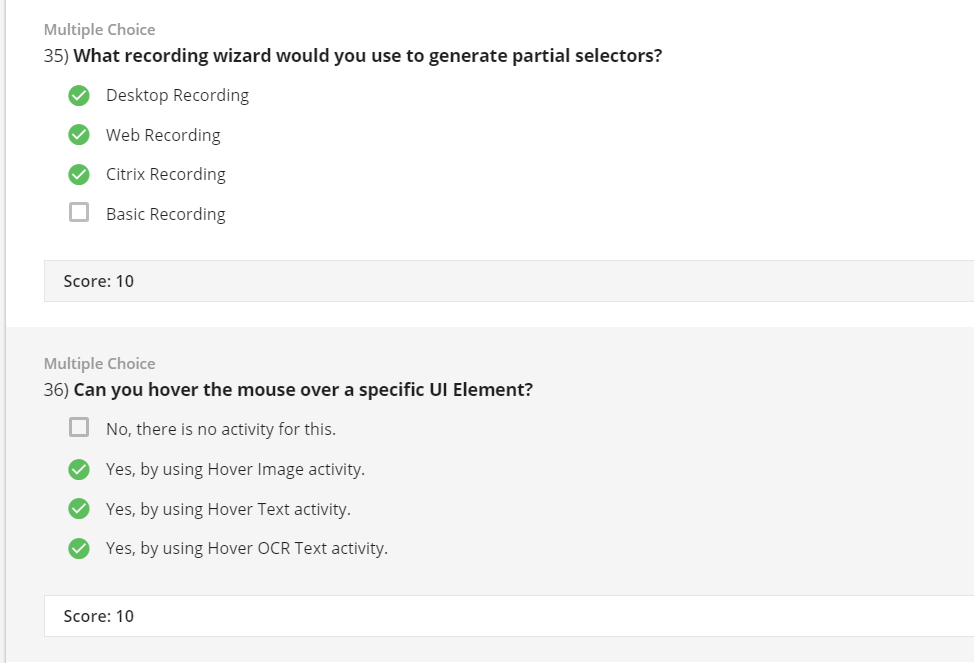 Multiple Choice
35) What recording wizard would you use to generate partial selectors?
Desktop Recording
Web Recording
Citrix Recording
Basic Recording
Score: 10
Multiple Choice
36) Can you hover the mouse over a specific UI Element?
No, there is no activity for this.
Yes, by using Hover Image activity.
Yes, by using Hover Text activity.
Yes, by using Hover OCR Text activity.
Score: 10